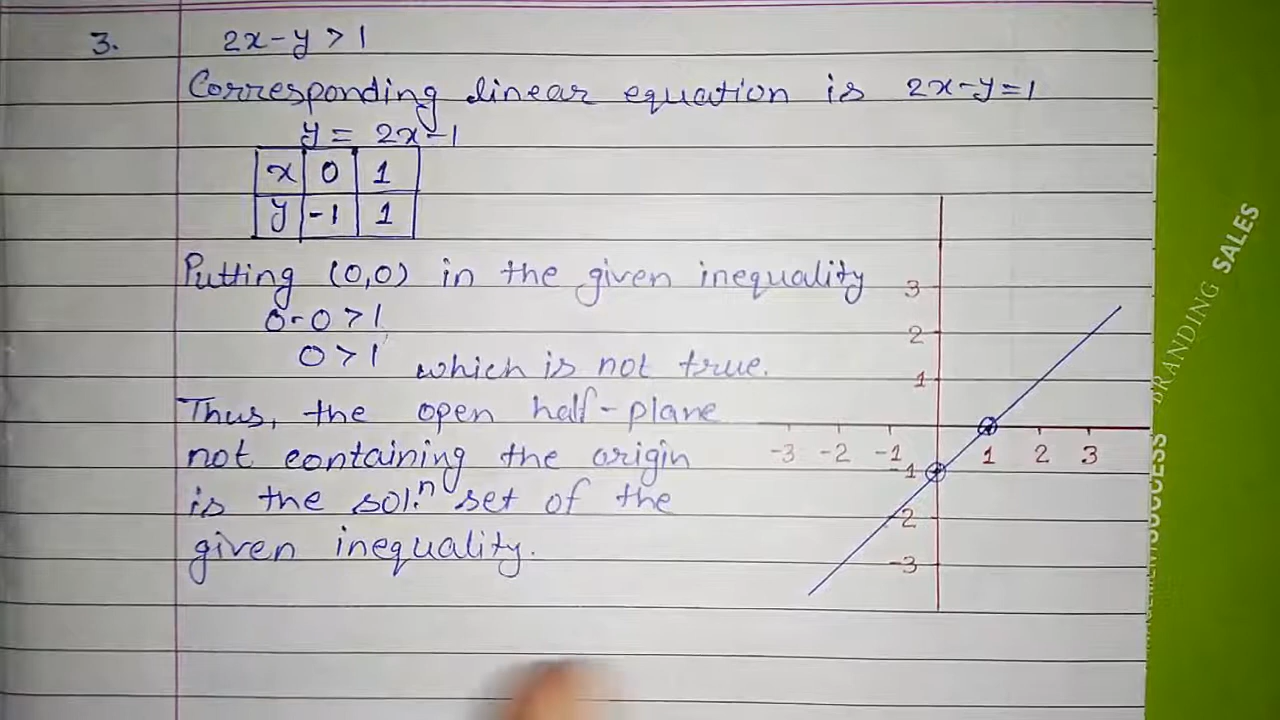 3. 2x-y > 1
Corresponding linear equation is 2x-y=1
y = 2x-1
x 0 1
y -1 1
Putting (0,0) in the given inequality
0-0 > 1
0 > 1 which is not true.
Thus, the open half-plane
not containing the origin
is the solⁿ. set of the
given inequality.
3
2
1
-3 -2 -1 1 2 3
-1
-2
-3
BRANDING SALES
SUCCESS